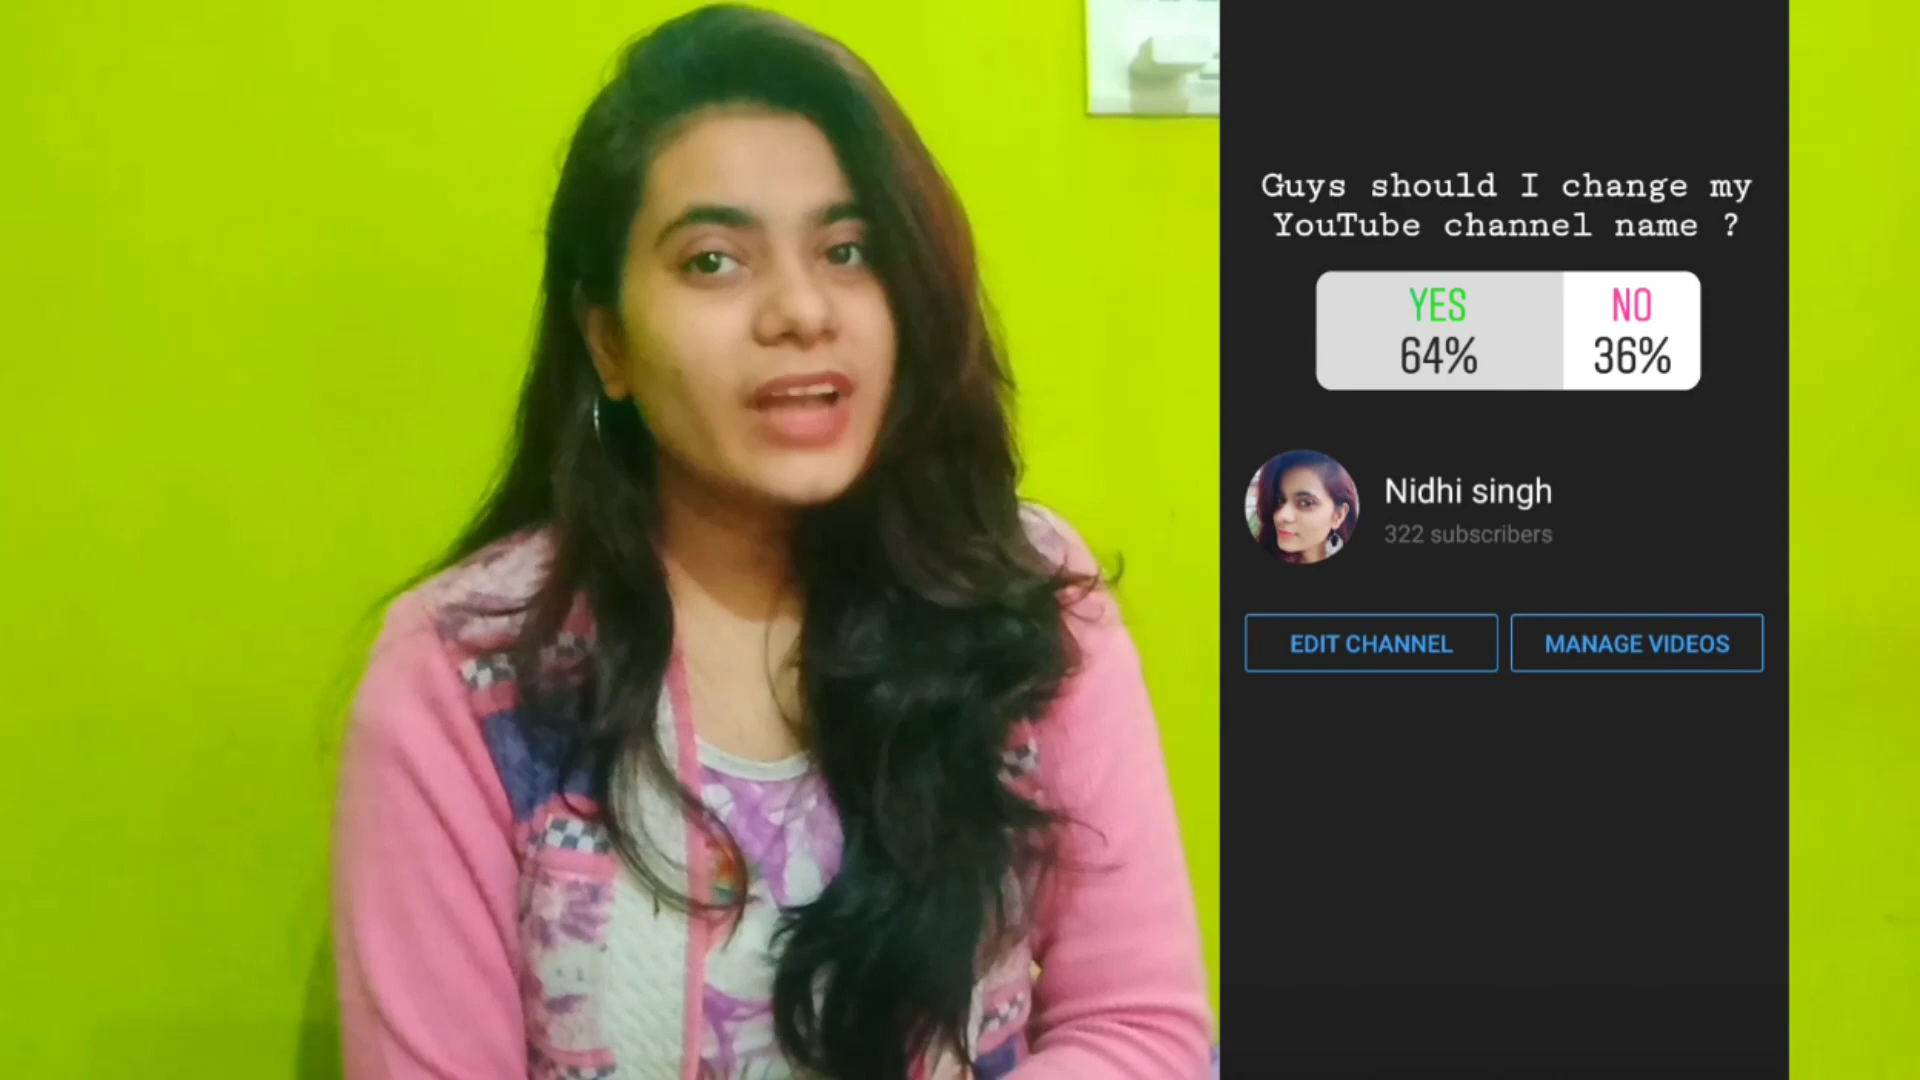 Guys should I change my
YouTube channel name ?
YES NO
64% 36%
Nidhi singh
322 subscribers
EDIT CHANNEL MANAGE VIDEOS